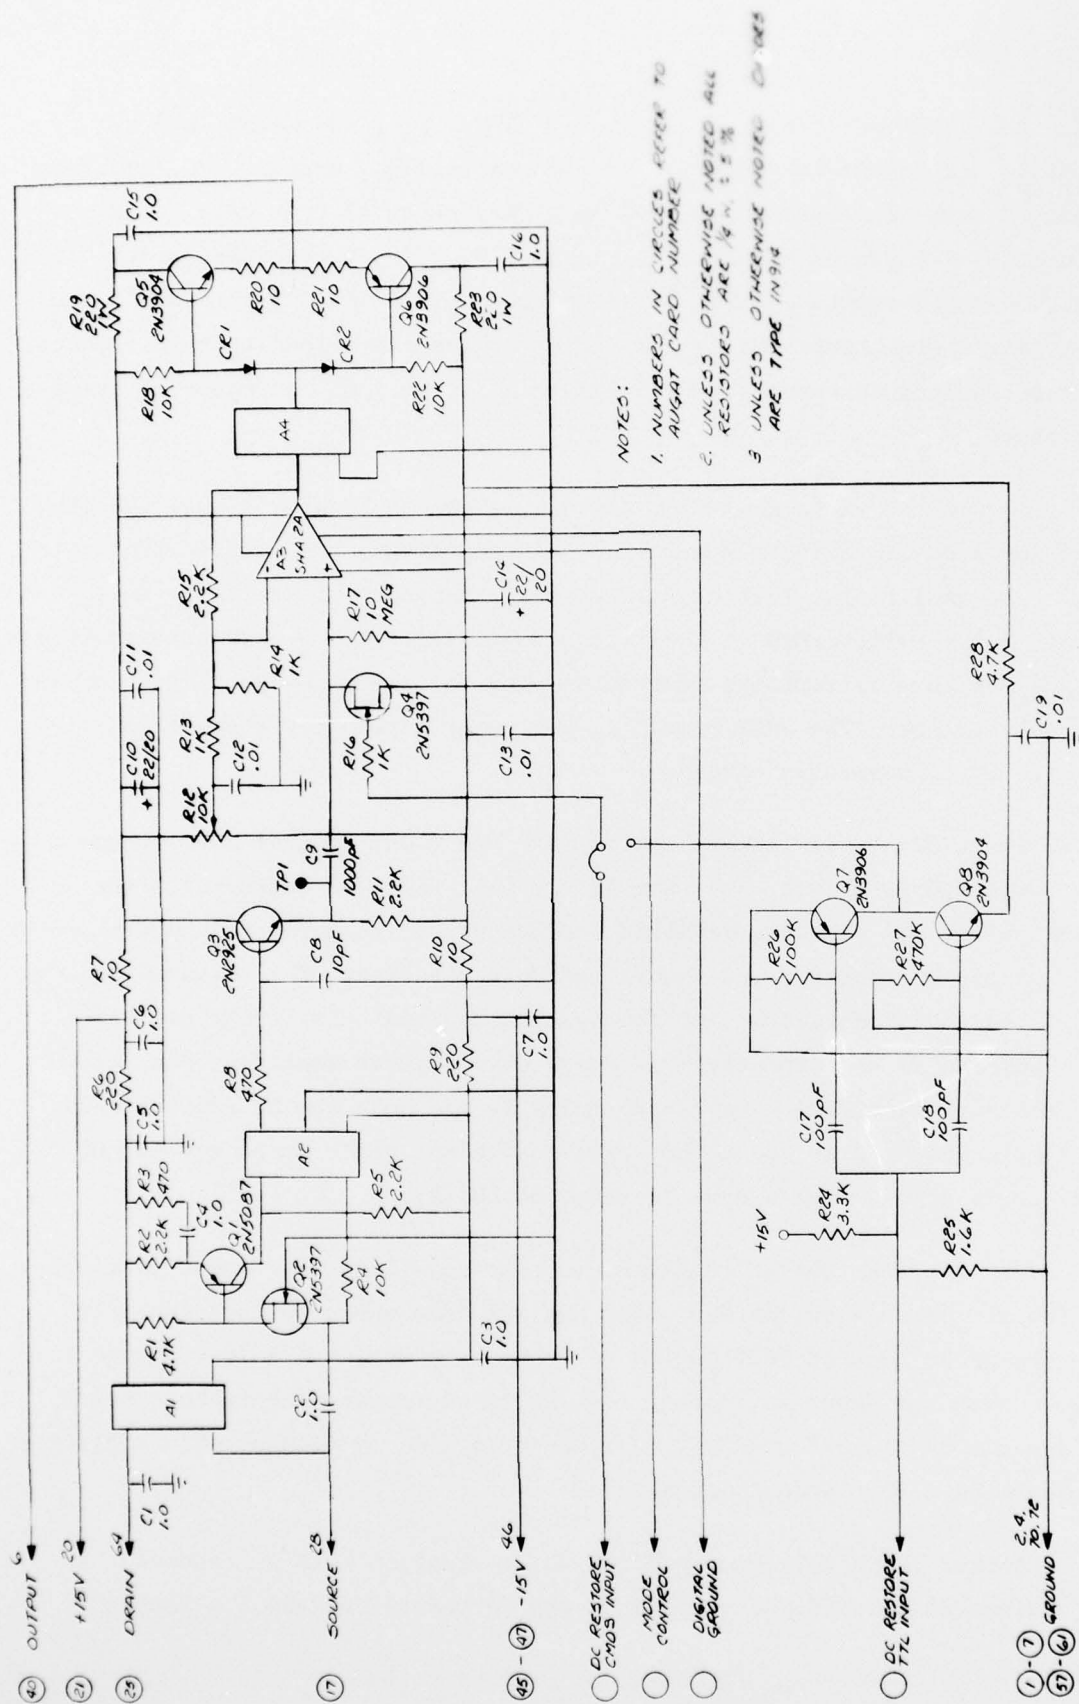 40 OUTPUT 6
21 +15V 20
25 DRAIN 64
17 SOURCE 28
45 - 47 -15V 46
DC RESTORE
CMOS INPUT
MODE
CONTROL
DIGITAL
GROUND
DC RESTORE
TTL INPUT
1 - 7
57 - 61 GROUND 2, 4,
70, 72
C1
1.0
A1
R1
4.7K
C2
1.0
C3
1.0
R2
2.2K
R3
470
C4
1.0
Q1
2N5087
Q2
2N5397
R4
10K
R5
2.2K
C5
1.0
R6
220
C6
1.0
R7
10
A2
R8
470
R9
220
C7
1.0
Q3
2N2925
C8
10pF
R10
10
R11
2.2K
TP1
C9
1000pF
R12
10K
C10
+ 22/20
C11
.01
R13
1K
C12
.01
R14
1K
R15
2.2K
R16
1K
Q4
2N5397
C13
.01
R17
10
MEG
C14
+ 22/
20
A3
SHA2A
- +
A4
R18
10K
R19
220
1W
Q5
2N3904
CR1
CR2
R20
10
R21
10
Q6
2N3906
R22
10K
R23
220
1W
C15
1.0
C16
1.0
+15V
R24
3.3K
R25
1.6K
C17
100pF
C18
100pF
R26
100K
Q7
2N3906
R27
470K
Q8
2N3904
R28
4.7K
C19
.01
NOTES:
1. NUMBERS IN CIRCLES REFER TO
AUGAT CARD NUMBER
2. UNLESS OTHERWISE NOTED ALL
RESISTORS ARE 1/4 W, ± 5 %
3 UNLESS OTHERWISE NOTED DIODES
ARE TYPE IN914